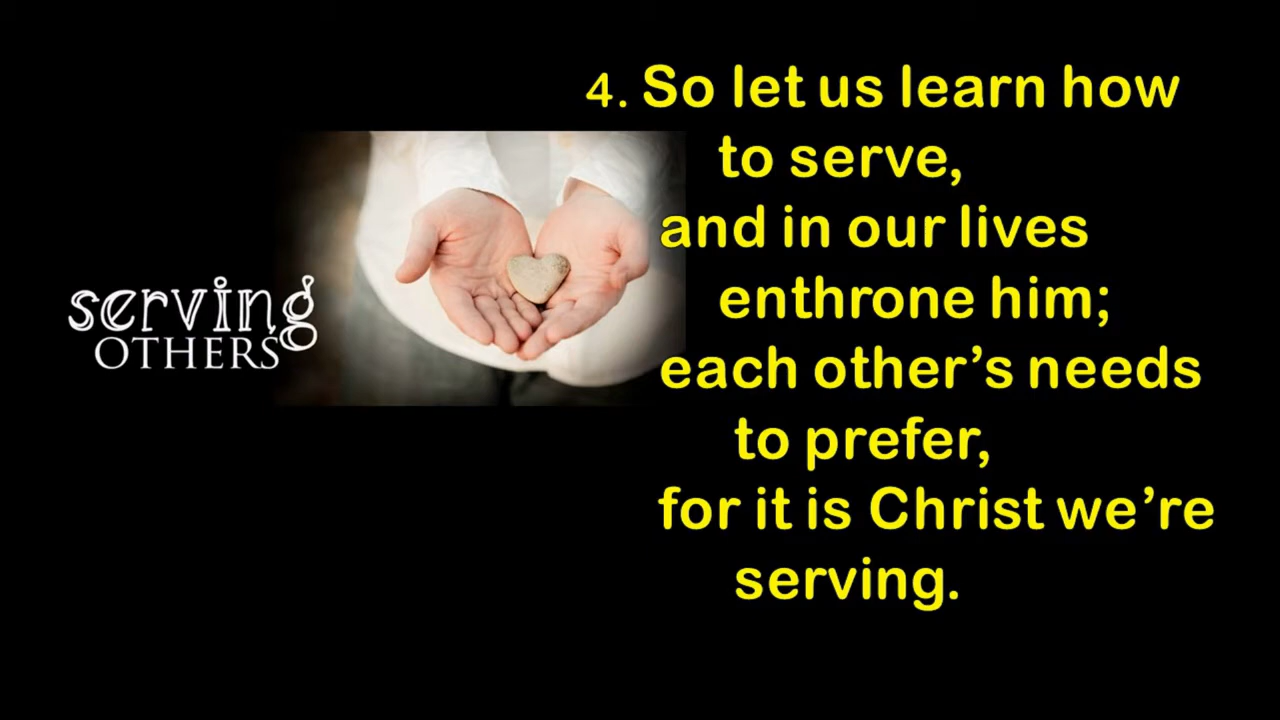 serving
OTHERS
4. So let us learn how
to serve,
and in our lives
enthrone him;
each other’s needs
to prefer,
for it is Christ we’re
serving.